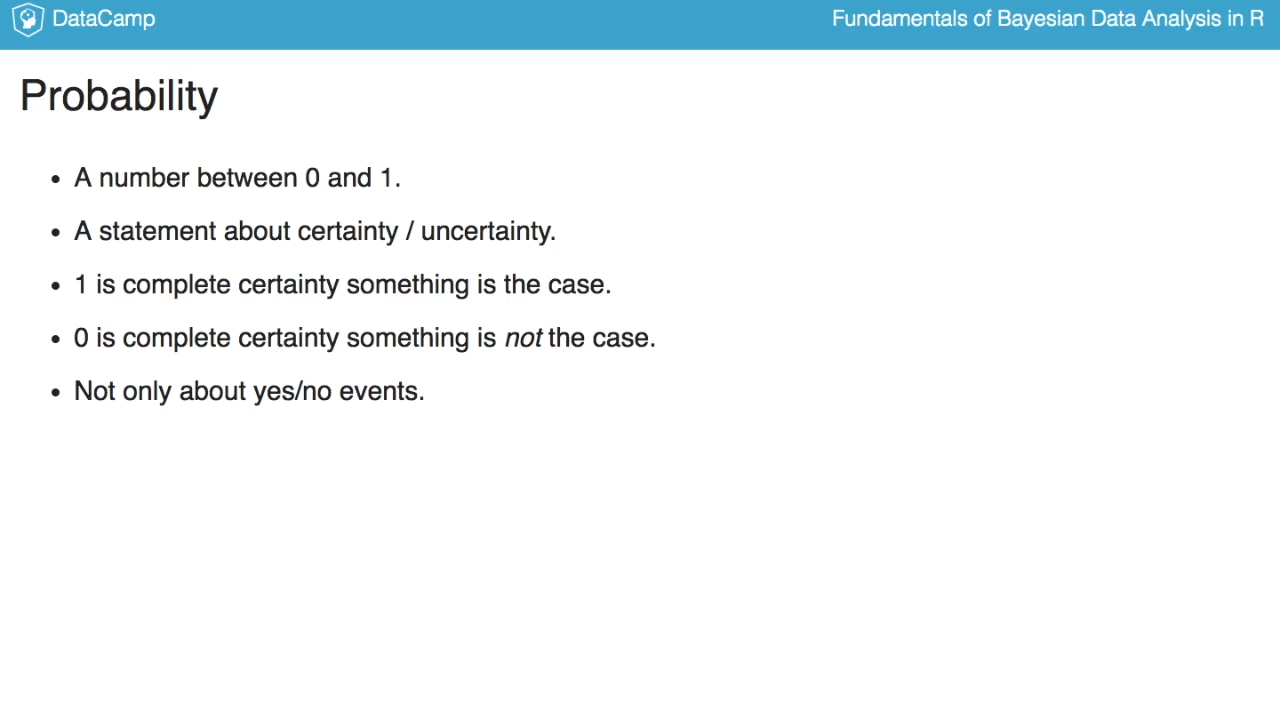 DataCamp
Fundamentals of Bayesian Data Analysis in R
Probability
• A number between 0 and 1.
• A statement about certainty / uncertainty.
• 1 is complete certainty something is the case.
• 0 is complete certainty something is not the case.
• Not only about yes/no events.